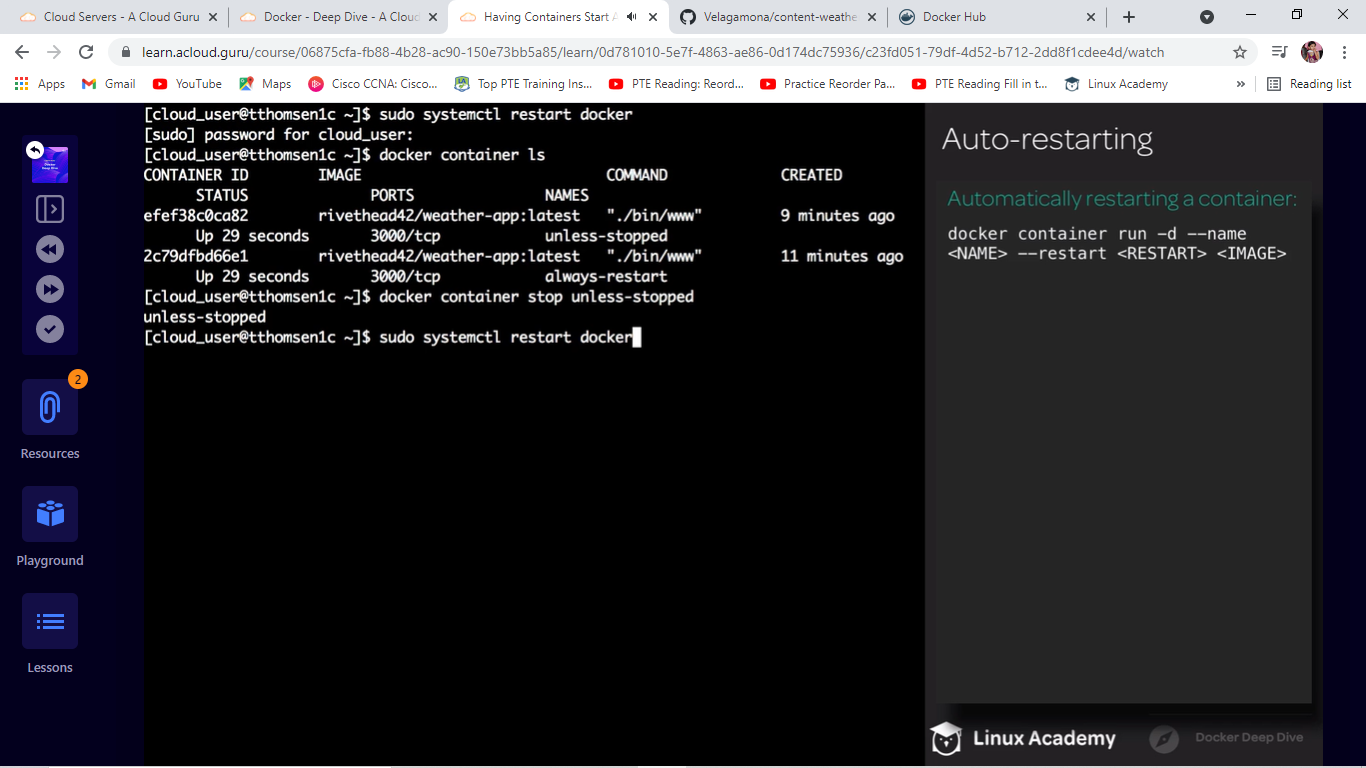 Cloud Servers - A Cloud Guru
Docker - Deep Dive - A Cloud
Having Containers Start A
Velagamona/content-weathe
Docker Hub
learn.acloud.guru/course/06875cfa-fb88-4b28-ac90-150e73bb5a85/learn/0d781010-5e7f-4863-ae86-0d174dc75936/c23fd051-79df-4d52-b712-2dd8f1cdee4d/watch
Apps
Gmail
YouTube
Maps
Cisco CCNA: Cisco...
Top PTE Training Ins...
PTE Reading: Reord...
Practice Reorder Pa...
PTE Reading Fill in t...
Linux Academy
»
Reading list
2
Resources
Playground
Lessons
[cloud_user@tthomsen1c ~]$ sudo systemctl restart docker
[sudo] password for cloud_user:
[cloud_user@tthomsen1c ~]$ docker container ls
CONTAINER ID IMAGE COMMAND CREATED
STATUS PORTS NAMES
efef38c0ca82 rivethead42/weather-app:latest "./bin/www" 9 minutes ago
Up 29 seconds 3000/tcp unless-stopped
2c79dfbd66e1 rivethead42/weather-app:latest "./bin/www" 11 minutes ago
Up 29 seconds 3000/tcp always-restart
[cloud_user@tthomsen1c ~]$ docker container stop unless-stopped
unless-stopped
[cloud_user@tthomsen1c ~]$ sudo systemctl restart docker
Auto-restarting
Automatically restarting a container:
docker container run -d --name
<NAME> --restart <RESTART> <IMAGE>
Linux Academy
Docker Deep Dive